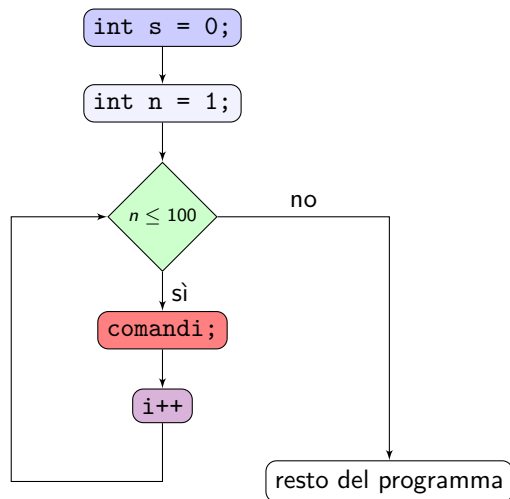 int s = 0;
int n = 1;
n ≤ 100
no
sì
comandi;
i++
resto del programma